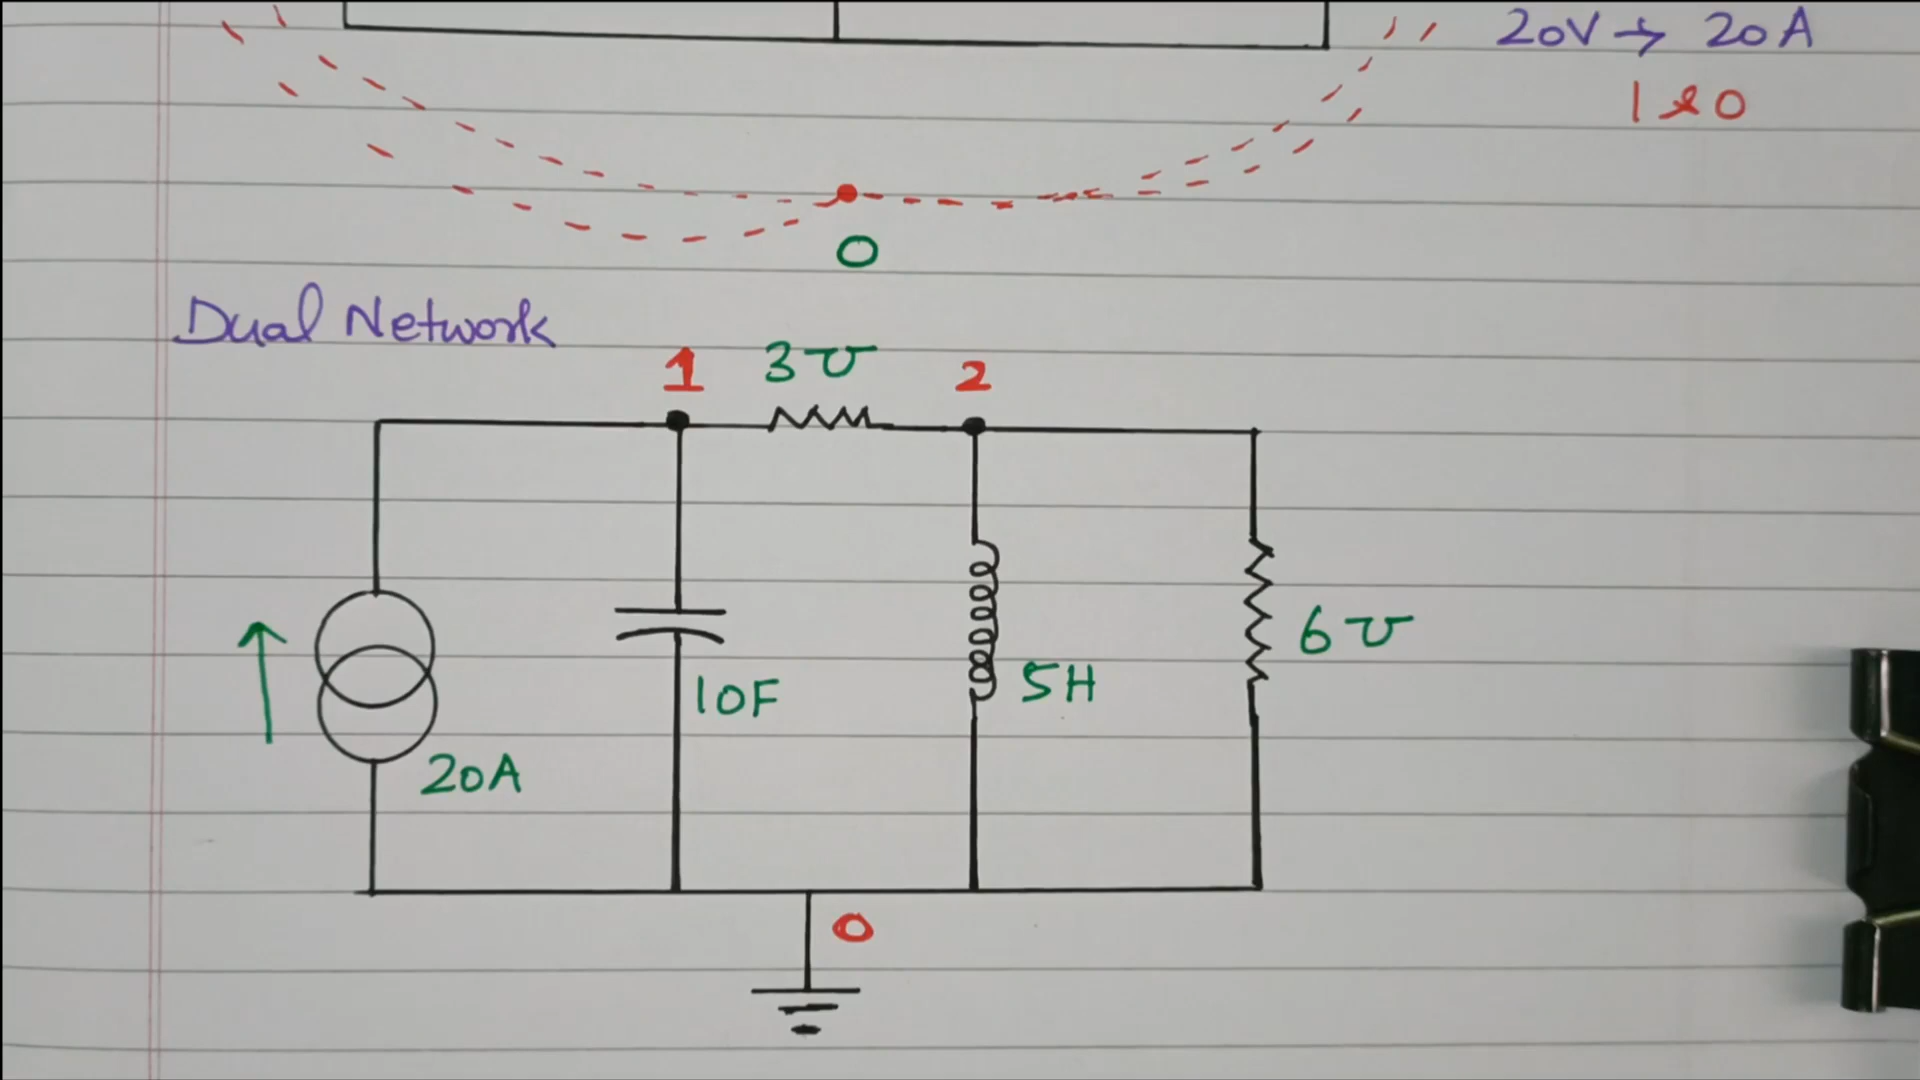 20V → 20A
1 & 0
0
Dual Network
1 3℧ 2
6℧
5H
10F
20A
0